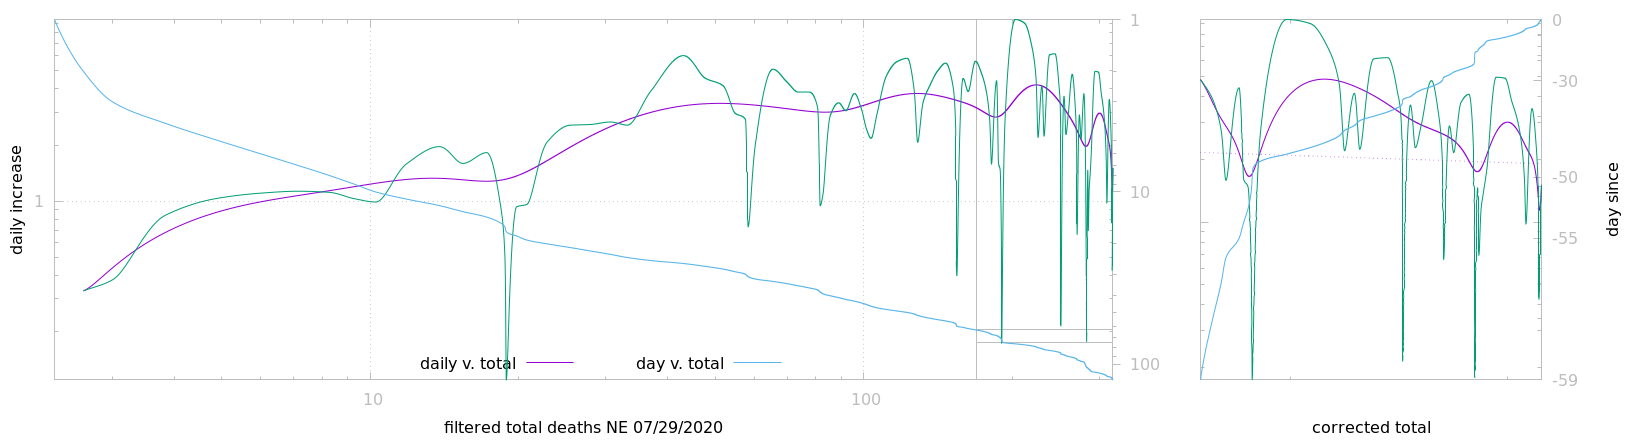 daily increase
1
daily v. total
day v. total
10
100
1
10
100
filtered total deaths NE 07/29/2020
0
-30
-50
-55
-59
day since
corrected total